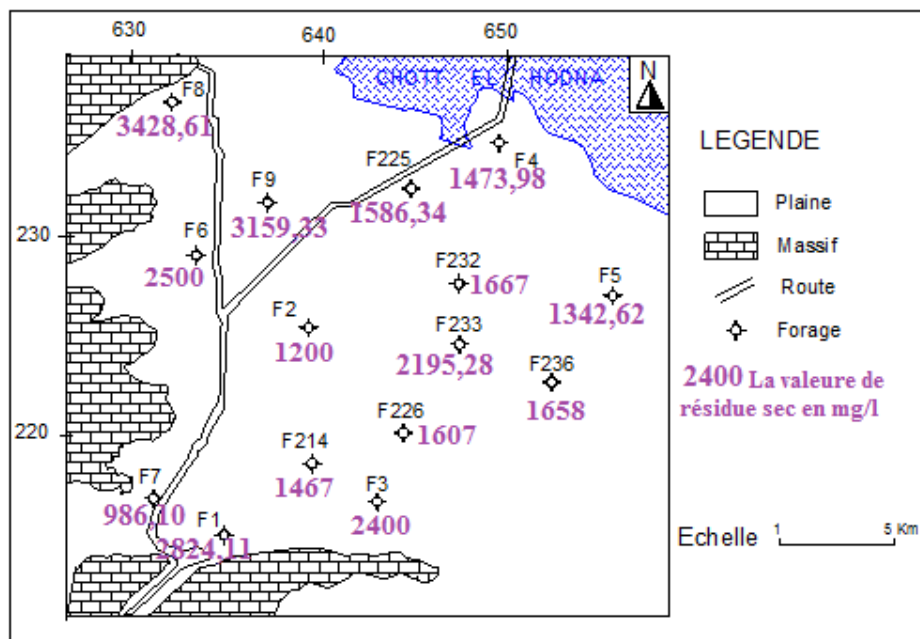 630
640
650
CHOTT EL HODNA
N
F8
3428,61
F225
F4
1473,98
F9
1586,34
3159,33
230
F6
2500
F232
1667
F5
1342,62
F2
1200
F233
2195,28
F236
1658
220
F226
1607
F214
1467
F7
986,10
F3
2400
F1
2824,11
LEGENDE
Plaine
Massif
Route
Forage
2400 La valeure de
résidue sec en mg/l
Echelle 1 5 Km